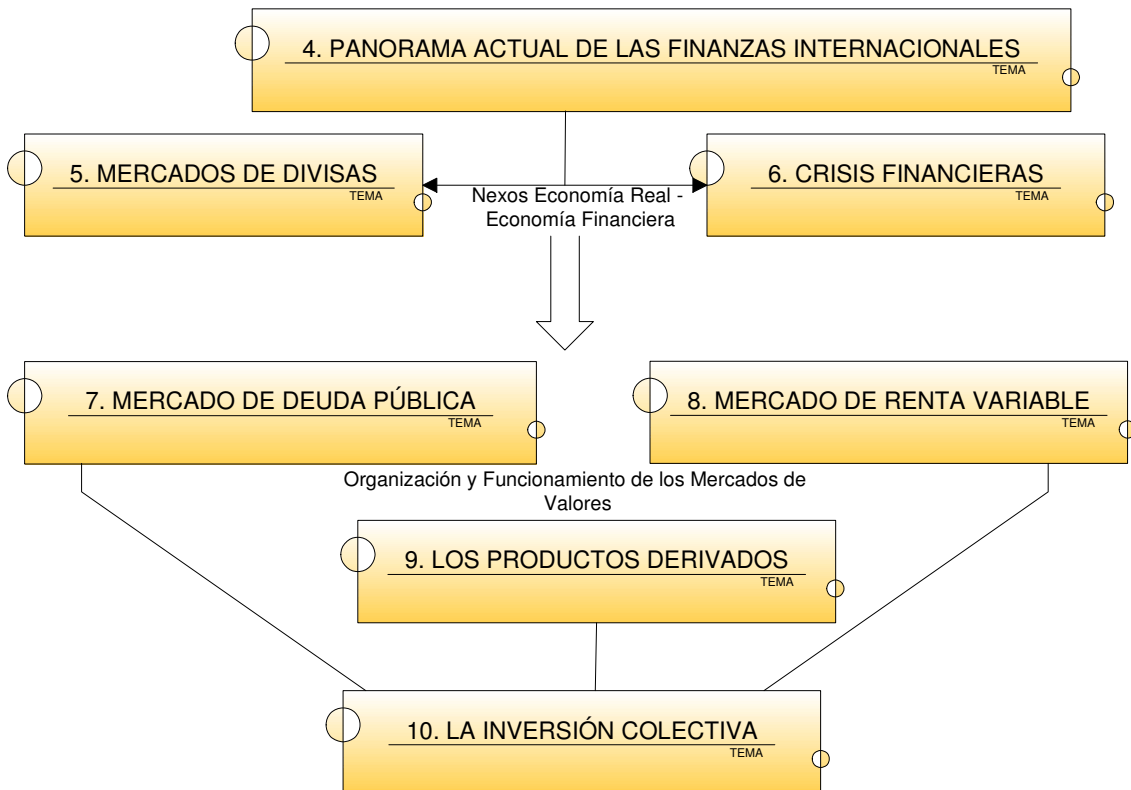 4. PANORAMA ACTUAL DE LAS FINANZAS INTERNACIONALES
TEMA
5. MERCADOS DE DIVISAS
TEMA
6. CRISIS FINANCIERAS
TEMA
Nexos Economía Real -
Economía Financiera
7. MERCADO DE DEUDA PÚBLICA
TEMA
8. MERCADO DE RENTA VARIABLE
TEMA
Organización y Funcionamiento de los Mercados de
Valores
9. LOS PRODUCTOS DERIVADOS
TEMA
10. LA INVERSIÓN COLECTIVA
TEMA